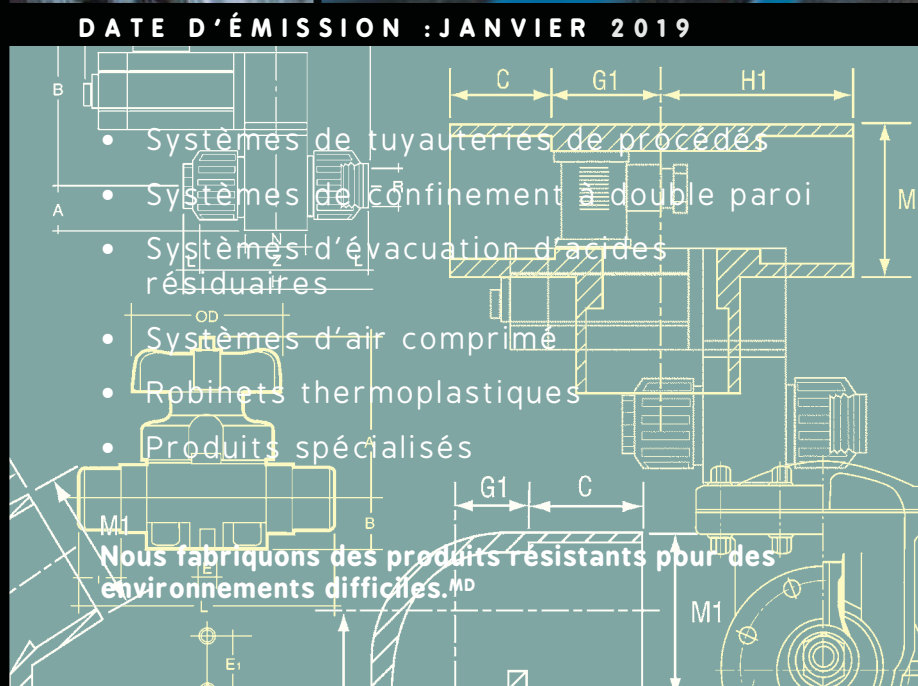 DATE D'ÉMISSION :JANVIER 2019
B
A
R
N
L
Z
L
H
C
G1
H1
M
• Systèmes de tuyauteries de procédés
• Systèmes de confinement à double paroi
• Systèmes d'évacuation d'acides
résiduaires
• Systèmes d'air comprimé
• Robinets thermoplastiques
• Produits spécialisés
OD
A
B
E
L
E1
G1
C
M1
M1
Nous fabriquons des produits résistants pour des
environnements difficiles.MD